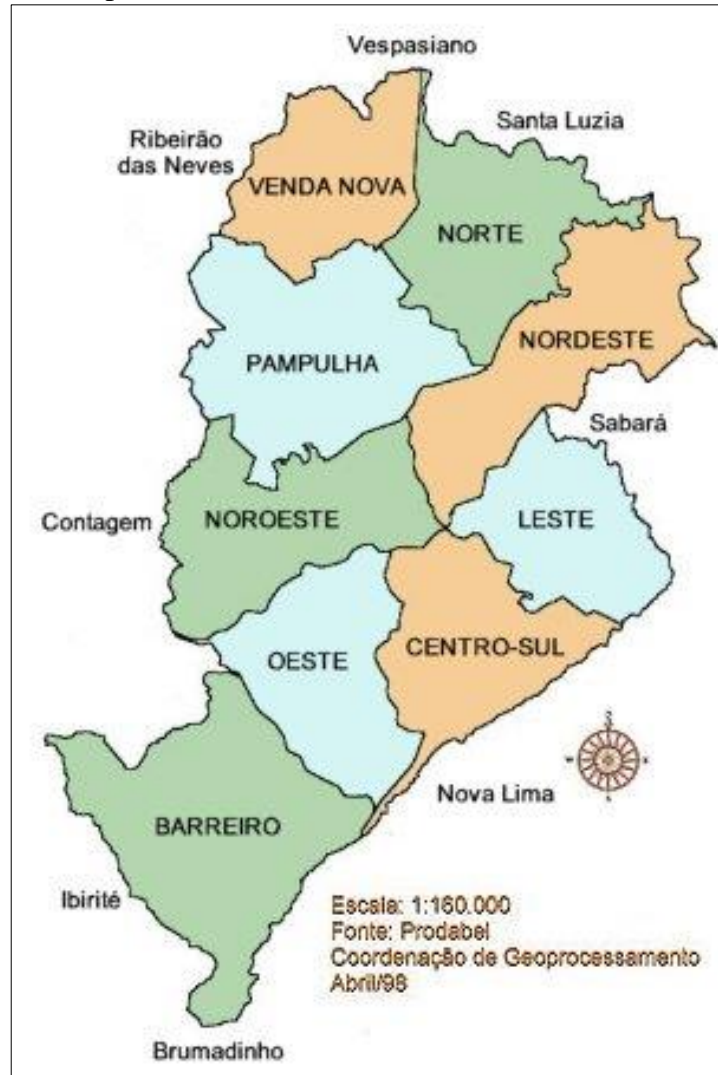 Vespasiano
Santa Luzia
Ribeirão
das Neves
VENDA NOVA
NORTE
NORDESTE
PAMPULHA
Sabará
Contagem
NOROESTE
LESTE
OESTE
CENTRO-SUL
Nova Lima
BARREIRO
Ibirité
Escala: 1:160.000
Fonte: Prodabel
Coordenação de Geoprocessamento
Abril/98
Brumadinho